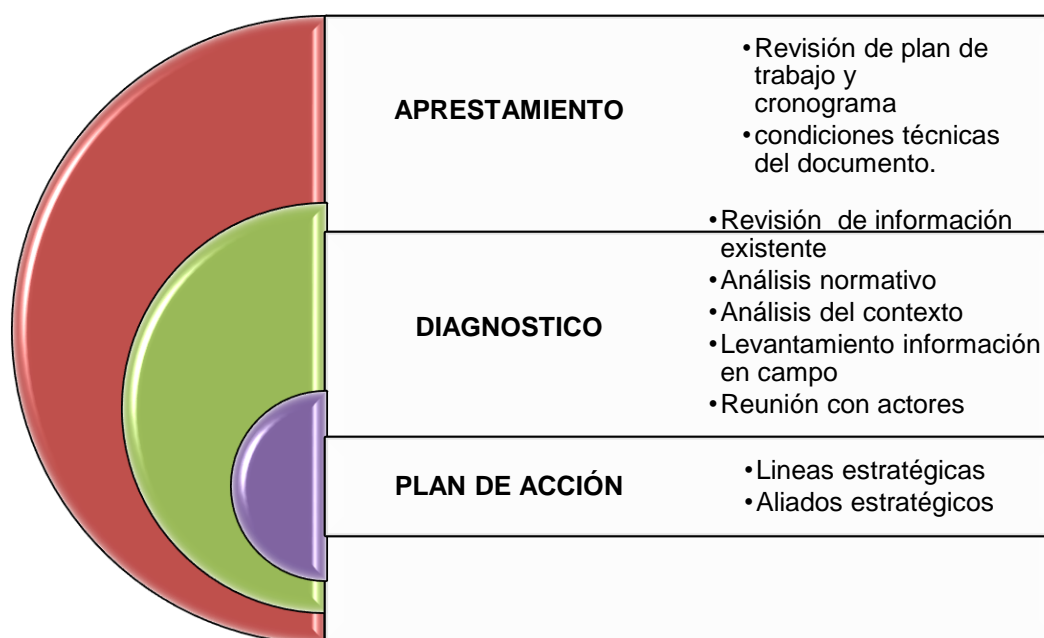 APRESTAMIENTO
•Revisión de plan de
trabajo y
cronograma
•condiciones técnicas
del documento.
DIAGNOSTICO
•Revisión de información
existente
•Análisis normativo
•Análisis del contexto
•Levantamiento información
en campo
•Reunión con actores
PLAN DE ACCIÓN
•Lineas estratégicas
•Aliados estratégicos